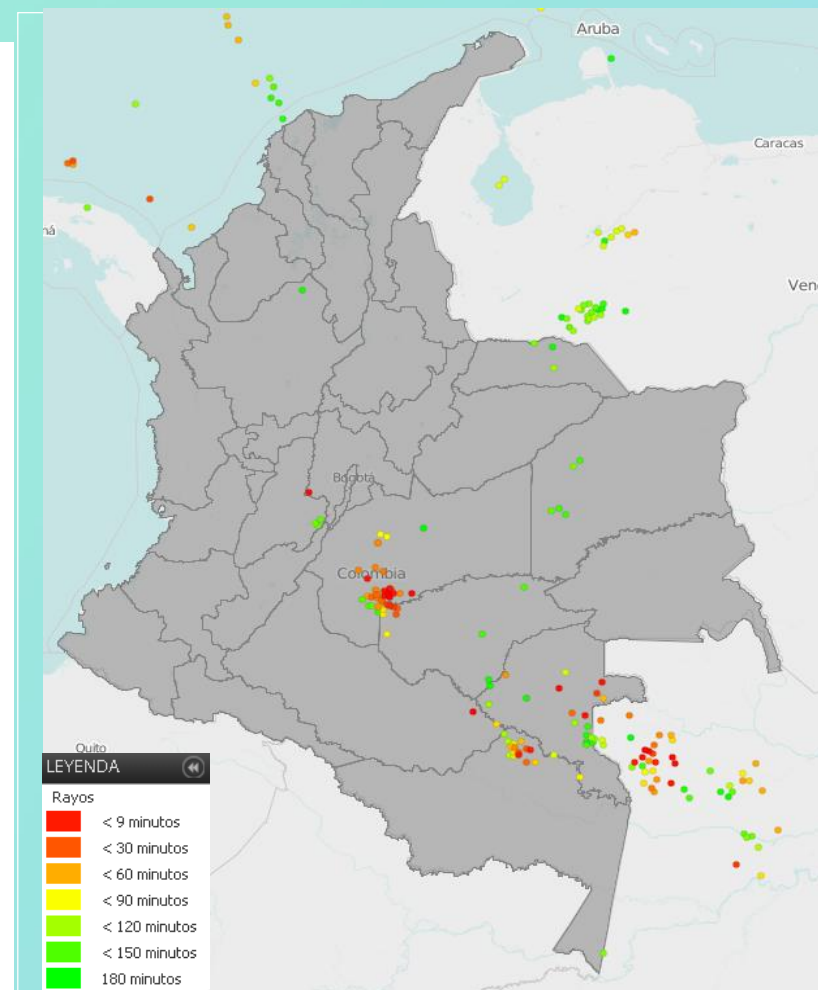 Aruba
Caracas
ná
Ven
Bogotá
Colombia
Quito
LEYENDA
Rayos
< 9 minutos
< 30 minutos
< 60 minutos
< 90 minutos
< 120 minutos
< 150 minutos
180 minutos